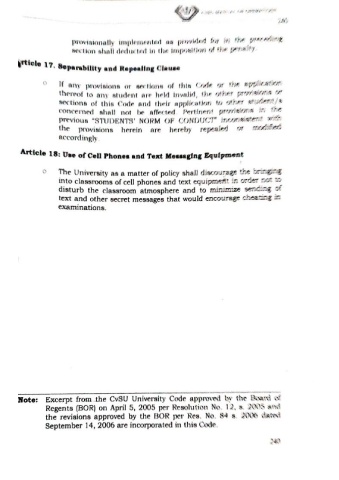 provisionally implemented as provided for in the preceding
section shall deducted in the imposition of the penalty.
Article 17. Separability and Repealing Clause
If any provisions or sections of this Code or the application
thereof to any student are held invalid, the other provisions or
sections of this Code and their application to other student/s
concerned shall not be affected. Pertinent provisions in the
previous "STUDENTS' NORM OF CONDUCT" inconsistent with
the provisions herein are hereby repealed or modified
accordingly.
Article 18: Use of Cell Phones and Text Messaging Equipment
The University as a matter of policy shall discourage the bringing
into classrooms of cell phones and text equipment in order not to
disturb the classroom atmosphere and to minimize sending of
text and other secret messages that would encourage cheating in
examinations.
Note: Excerpt from the CvSU University Code approved by the Board of
Regents (BOR) on April 5, 2005 per Resolution No. 12, s. 2005 and
the revisions approved by the BOR per Res. No. 84 s. 2006 dated
September 14, 2006 are incorporated in this Code.
240